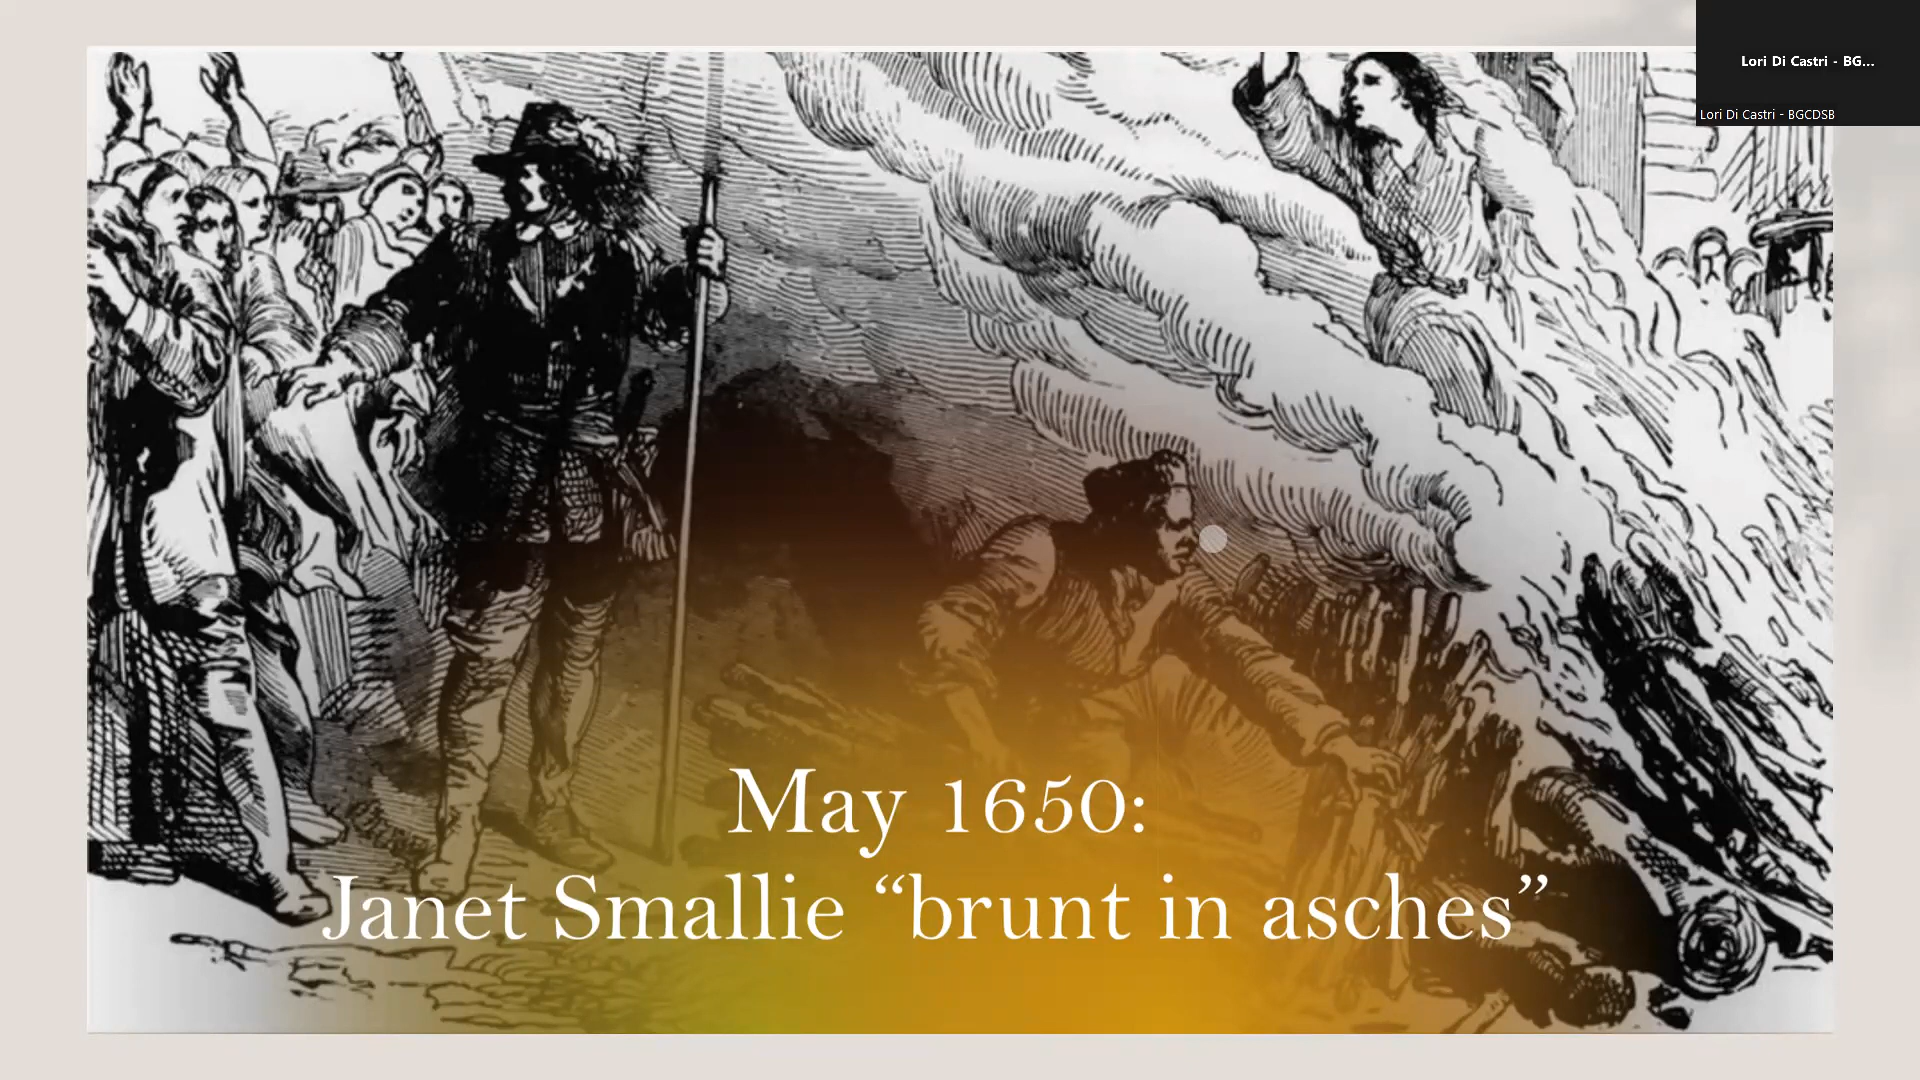 Lori Di Castri - BG...
Lori Di Castri - BGCDSB
May 1650:
Janet Smallie “brunt in asches”